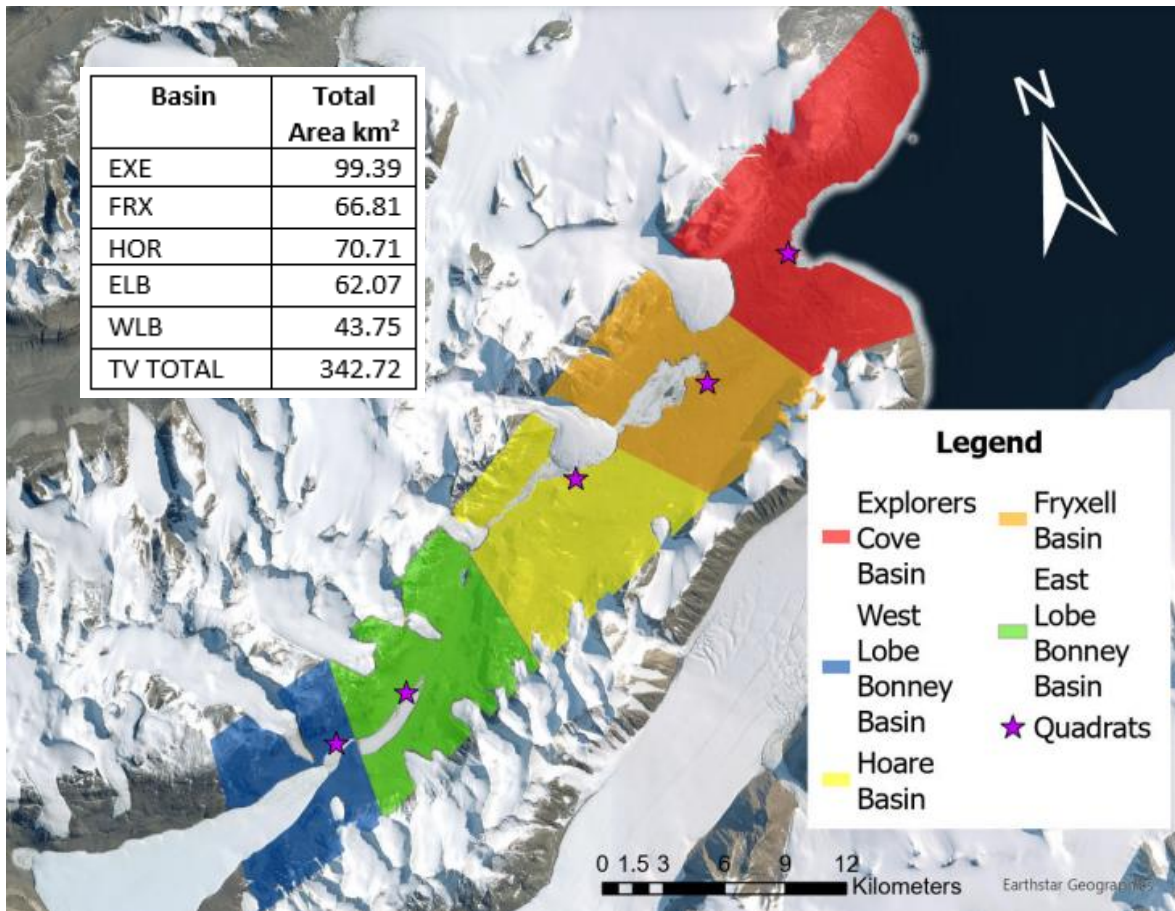 Basin Total
Area km²
EXE 99.39
FRX 66.81
HOR 70.71
ELB 62.07
WLB 43.75
TV TOTAL 342.72
N
Legend
Explorers
Cove
Basin
West
Lobe
Bonney
Basin
Hoare
Basin
Fryxell
Basin
East
Lobe
Bonney
Basin
Quadrats
0 1.5 3 6 9 12
Kilometers
Earstar Geographics